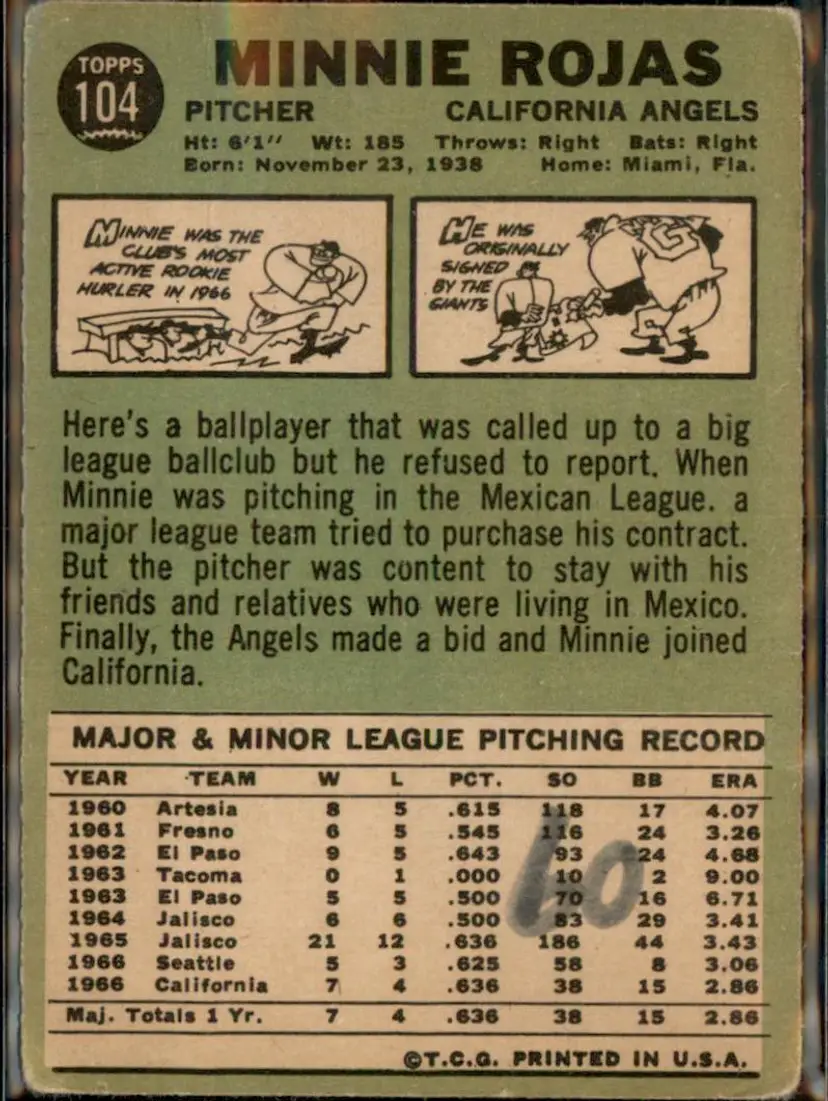 TOPPS
104
MINNIE ROJAS
PITCHER CALIFORNIA ANGELS
Ht: 6'1" Wt: 185 Throws: Right Bats: Right
Born: November 23, 1938 Home: Miami, Fla.
MINNIE WAS THE
CLUB'S MOST
ACTIVE ROOKIE
HURLER IN 1966
HE WAS
ORIGINALLY
SIGNED
BY THE
GIANTS
G
Here's a ballplayer that was called up to a big
league ballclub but he refused to report. When
Minnie was pitching in the Mexican League. a
major league team tried to purchase his contract.
But the pitcher was content to stay with his
friends and relatives who were living in Mexico.
Finally, the Angels made a bid and Minnie joined
California.
MAJOR & MINOR LEAGUE PITCHING RECORD
YEAR TEAM W L PCT. SO BB ERA
1960 Artesia 8 5 .615 118 17 4.07
1961 Fresno 6 5 .545 116 24 3.26
1962 El Paso 9 5 .643 93 24 4.68
1963 Tacoma 0 1 .000 10 2 9.00
1963 El Paso 5 5 .500 70 16 6.71
1964 Jalisco 6 6 .500 83 29 3.41
1965 Jalisco 21 12 .636 186 44 3.43
1966 Seattle 5 3 .625 58 8 3.06
1966 California 7 4 .636 38 15 2.86
Maj. Totals 1 Yr. 7 4 .636 38 15 2.86
60
©T.C.G. PRINTED IN U.S.A.